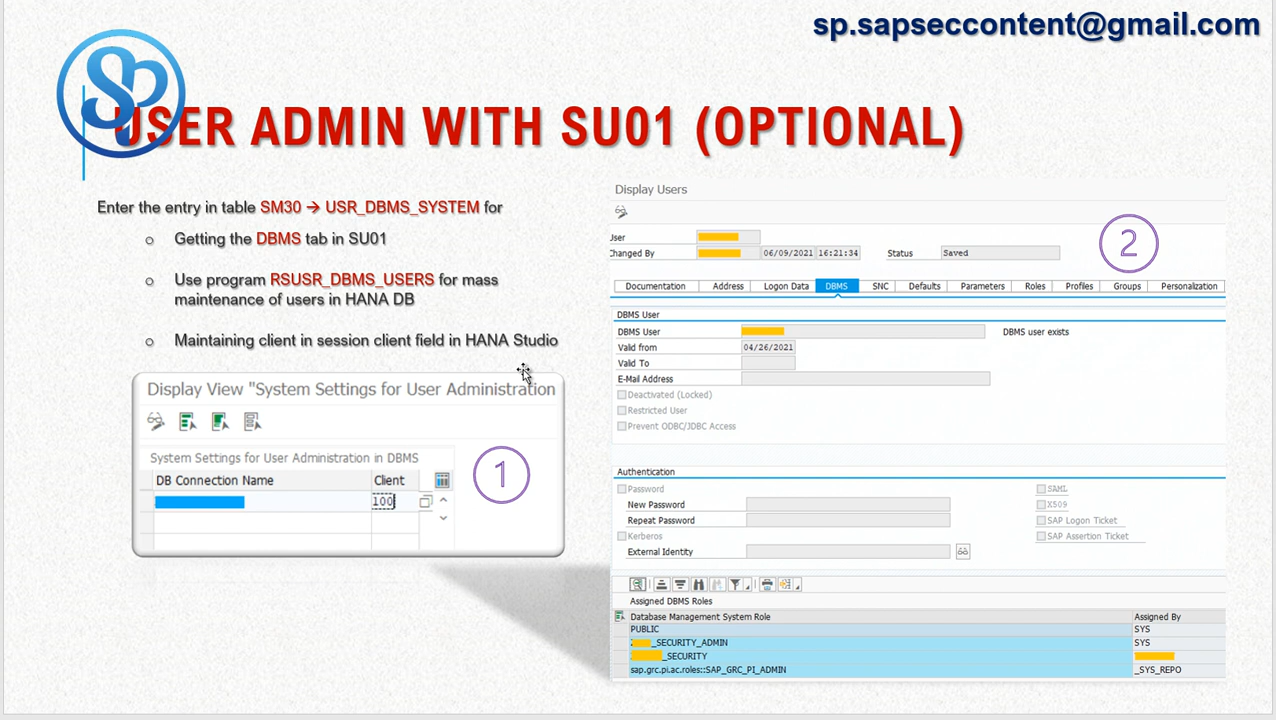 sp.sapseccontent@gmail.com
Sp
USER ADMIN WITH SU01 (OPTIONAL)
Enter the entry in table SM30 → USR_DBMS_SYSTEM for
o Getting the DBMS tab in SU01
o Use program RSUSR_DBMS_USERS for mass
maintenance of users in HANA DB
o Maintaining client in session client field in HANA Studio
Display View "System Settings for User Administration
System Settings for User Administration in DBMS
DB Connection Name Client
100
1
Display Users
2
User
Changed By 06/09/2021 16:21:34 Status Saved
Documentation Address Logon Data DBMS SNC Defaults Parameters Roles Profiles Groups Personalization
DBMS User
DBMS User DBMS user exists
Valid from 04/26/2021
Valid To
E-Mail Address
Deactivated (Locked)
Restricted User
Prevent ODBC/JDBC Access
Authentication
Password SAML
New Password X509
Repeat Password SAP Logon Ticket
Kerberos SAP Assertion Ticket
External Identity
Assigned DBMS Roles
Database Management System Role Assigned By
PUBLIC SYS
_SECURITY_ADMIN SYS
_SECURITY
sap.grc.pi.ac.roles::SAP_GRC_PI_ADMIN _SYS_REPO